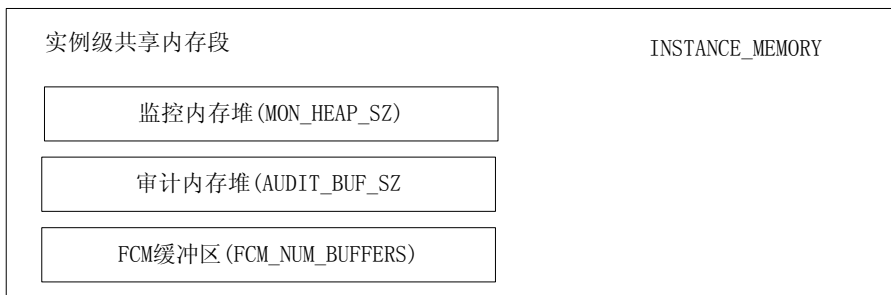 实例级共享内存段
INSTANCE_MEMORY
监控内存堆(MON_HEAP_SZ)
审计内存堆(AUDIT_BUF_SZ
FCM缓冲区(FCM_NUM_BUFFERS)